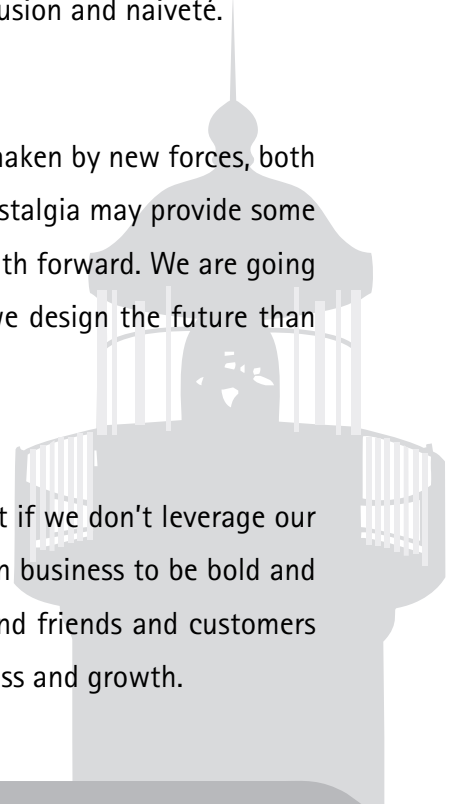 usion and naiveté.
haken by new forces, both
stalgia may provide some
th forward. We are going
we design the future than
t if we don't leverage our
n business to be bold and
nd friends and customers
ss and growth.